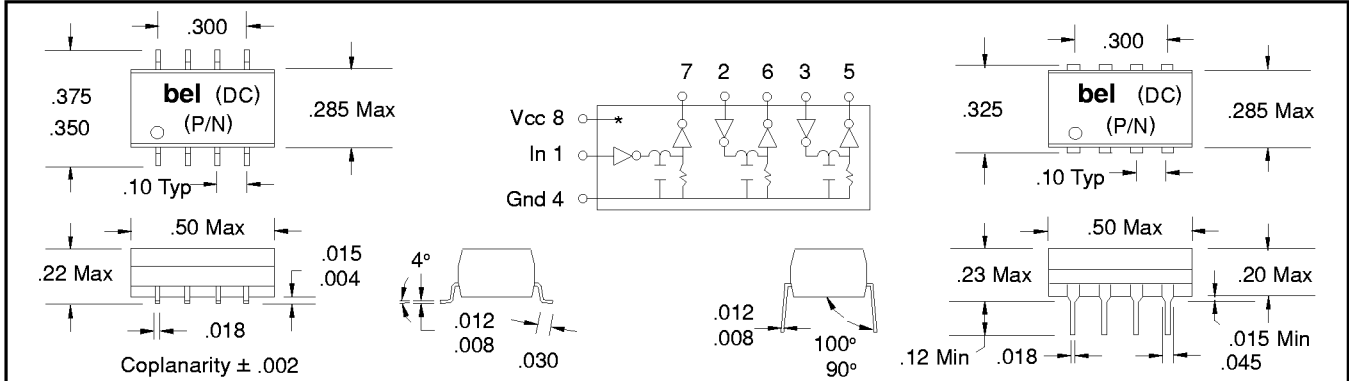 .300
.375
.350
bel (DC)
(P/N)
.285 Max
.10 Typ
.50 Max
.22 Max
.015
.004
.018
Coplanarity ± .002
4°
.012
.008
.030
7 2 6 3 5
Vcc 8
*
In 1
Gnd 4
.012
.008
100°
90°
.300
.325
bel (DC)
(P/N)
.285 Max
.10 Typ
.50 Max
.23 Max
.20 Max
.12 Min
.018
.015 Min
.045